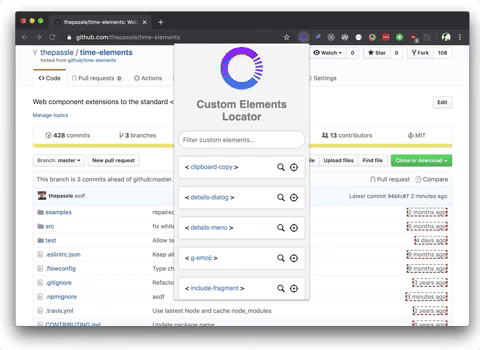 thepassle/time-elements: Web
github.com/thepassle/time-elements
thepassle / time-elements
forked from github/time-elements
Watch 0 Star 0 Fork 108
Code Pull requests 0 Actions
Settings
Web component extensions to the standard <
Edit
Manage topics
428 commits 3 branches 13 contributors MIT
Branch: master New pull request Upload files Find file Clone or download
This branch is 3 commits ahead of github:master. Pull request Compare
thepassle asdf
Latest commit 2 minutes ago
examples repaired 2 months ago
src fix whit 6 months ago
test Allow te 4 days ago
.eslintrc.json Keep all months ago
.flowconfig Type ch months ago
.gitignore Refacto 3 years ago
.npmignore asdf 3 minutes ago
.travis.yml Use latest Node and cache node_modules 2 years ago
CONTRIBUTING.md Update package name
Custom Elements
Locator
Filter custom elements...
< clipboard-copy >
< details-dialog >
< details-menu >
< g-emoji >
< include-fragment >